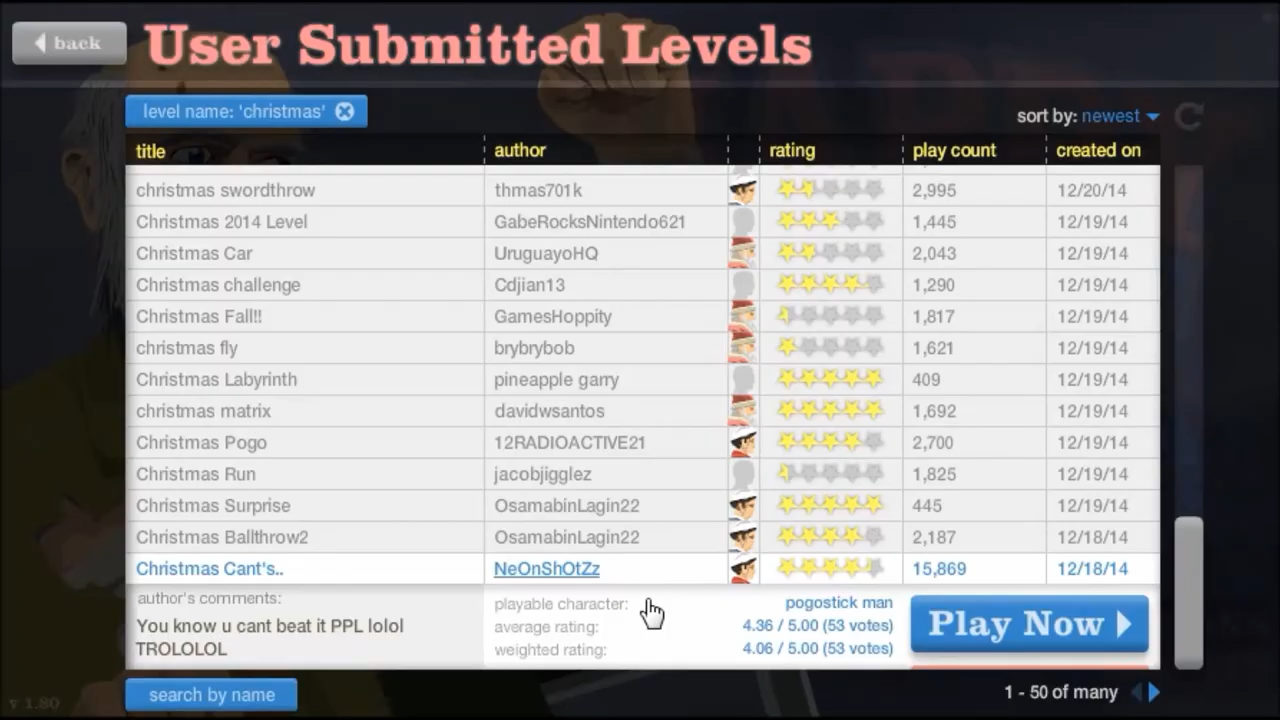 back
User Submitted Levels
level name: 'christmas'
sort by: newest
title author rating play count created on
christmas swordthrow thmas701k 2,995 12/20/14
Christmas 2014 Level GabeRocksNintendo621 1,445 12/19/14
Christmas Car UruguayoHQ 2,043 12/19/14
Christmas challenge Cdjian13 1,290 12/19/14
Christmas Fall!! GamesHoppity 1,817 12/19/14
christmas fly brybrybob 1,621 12/19/14
Christmas Labyrinth pineapple garry 409 12/19/14
christmas matrix davidwsantos 1,692 12/19/14
Christmas Pogo 12RADIOACTIVE21 2,700 12/19/14
Christmas Run jacobjigglez 1,825 12/19/14
Christmas Surprise OsamabinLagin22 445 12/19/14
Christmas Ballthrow2 OsamabinLagin22 2,187 12/18/14
Christmas Cant's.. NeOnShOtZz 15,869 12/18/14
author's comments:
You know u cant beat it PPL lolol
TROLOLOL
playable character: pogostick man
average rating: 4.36 / 5.00 (53 votes)
weighted rating: 4.06 / 5.00 (53 votes)
Play Now
search by name
1 - 50 of many
v 1.80